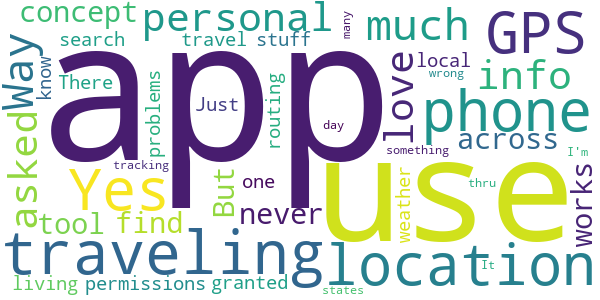 concept personal much GPS
search travel stuff many
Way know There problems Just app routing love local wrong info
asked phone across
day
tracking something I'm
Yes But one use weather thru works
tool find never
traveling location It
living permissions granted states